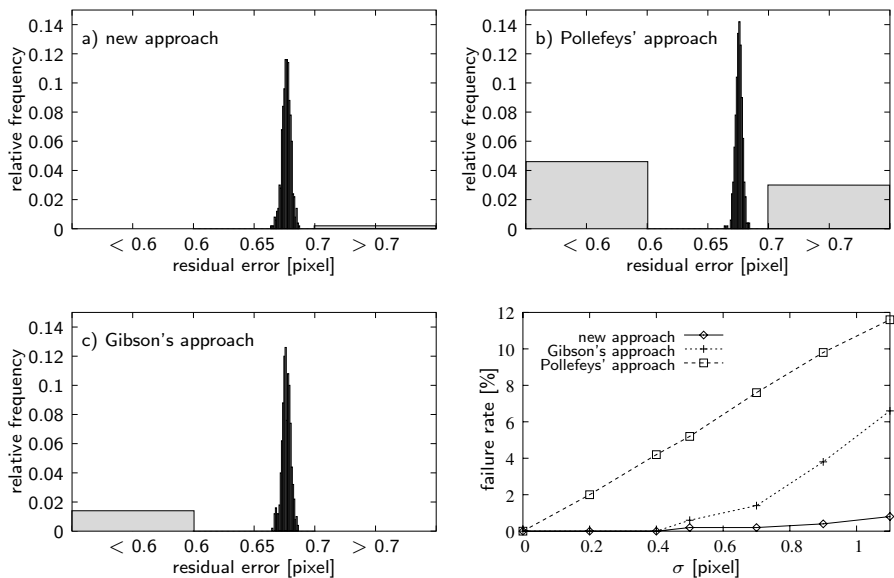 a) new approach
relative frequency
0.14
0.12
0.1
0.08
0.06
0.04
0.02
0
< 0.6 0.6 0.65 0.7 > 0.7
residual error [pixel]
b) Pollefeys' approach
relative frequency
0.14
0.12
0.1
0.08
0.06
0.04
0.02
0
< 0.6 0.6 0.65 0.7 > 0.7
residual error [pixel]
c) Gibson's approach
relative frequency
0.14
0.12
0.1
0.08
0.06
0.04
0.02
0
< 0.6 0.6 0.65 0.7 > 0.7
residual error [pixel]
new approach
Gibson's approach
Pollefeys' approach
failure rate [%]
12
10
8
6
4
2
0
0 0.2 0.4 0.6 0.8 1
σ [pixel]